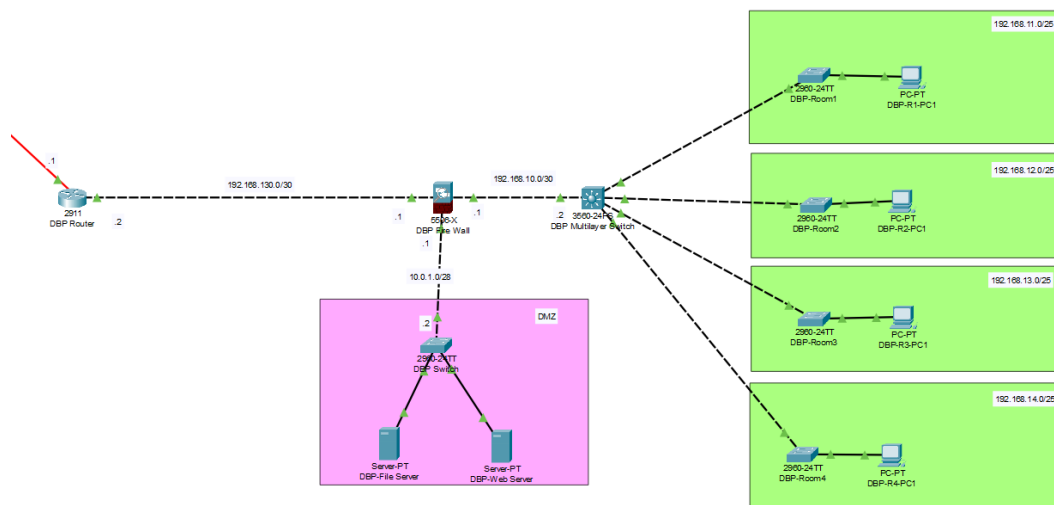 192.168.11.0/25
2960-24TT
DBP-Room1
PC-PT
DBP-R1-PC1
192.168.12.0/25
2960-24TT
DBP-Room2
PC-PT
DBP-R2-PC1
192.168.13.0/25
2960-24TT
DBP-Room3
PC-PT
DBP-R3-PC1
192.168.14.0/25
2960-24TT
DBP-Room4
PC-PT
DBP-R4-PC1
.1
2911
DBP Router
.2
192.168.130.0/30
.1
5506-X
DBP Fire Wall
.1
.1
192.168.10.0/30
.2
3560-24PS
DBP Multilayer Switch
10.0.1.0/28
DMZ
.2
2960-24TT
DBP Switch
Server-PT
DBP-File Server
Server-PT
DBP-Web Server